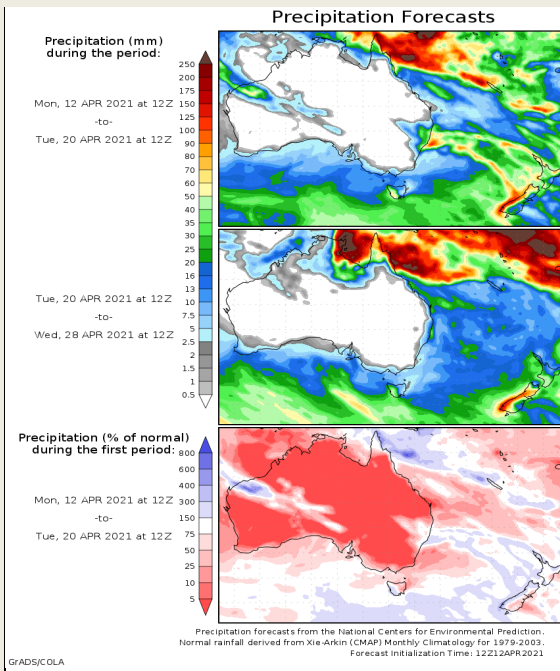 Precipitation Forecasts
Precipitation (mm)
during the period:
Mon, 12 APR 2021 at 12Z
-to-
Tue, 20 APR 2021 at 12Z
250
200
175
150
125
100
90
80
70
60
50
40
35
30
25
20
16
13
10
7.5
5
2.5
2
1.5
1
0.5
Tue, 20 APR 2021 at 12Z
-to-
Wed, 28 APR 2021 at 12Z
Precipitation (% of normal)
during the first period:
Mon, 12 APR 2021 at 12Z
-to-
Tue, 20 APR 2021 at 12Z
800
600
400
300
150
75
50
25
10
5
Precipitation forecasts from the National Centers for Environmental Prediction.
Normal rainfall derived from Xie-Arkin (CMAP) Monthly Climatology for 1979-2003.
Forecast Initialization Time: 12Z12APR2021
GrADS/COLA